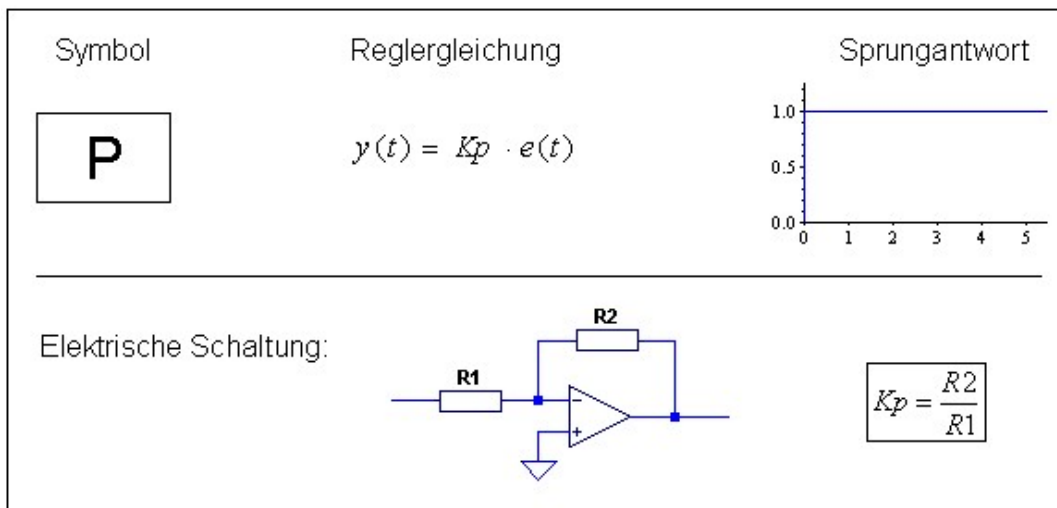 Symbol Reglergleichung Sprungantwort
P
y(t) = Kp · e(t)
1.0
0.5
0.0
0 1 2 3 4 5
Elektrische Schaltung:
R2
R1
−
+
Kp = R2 / R1